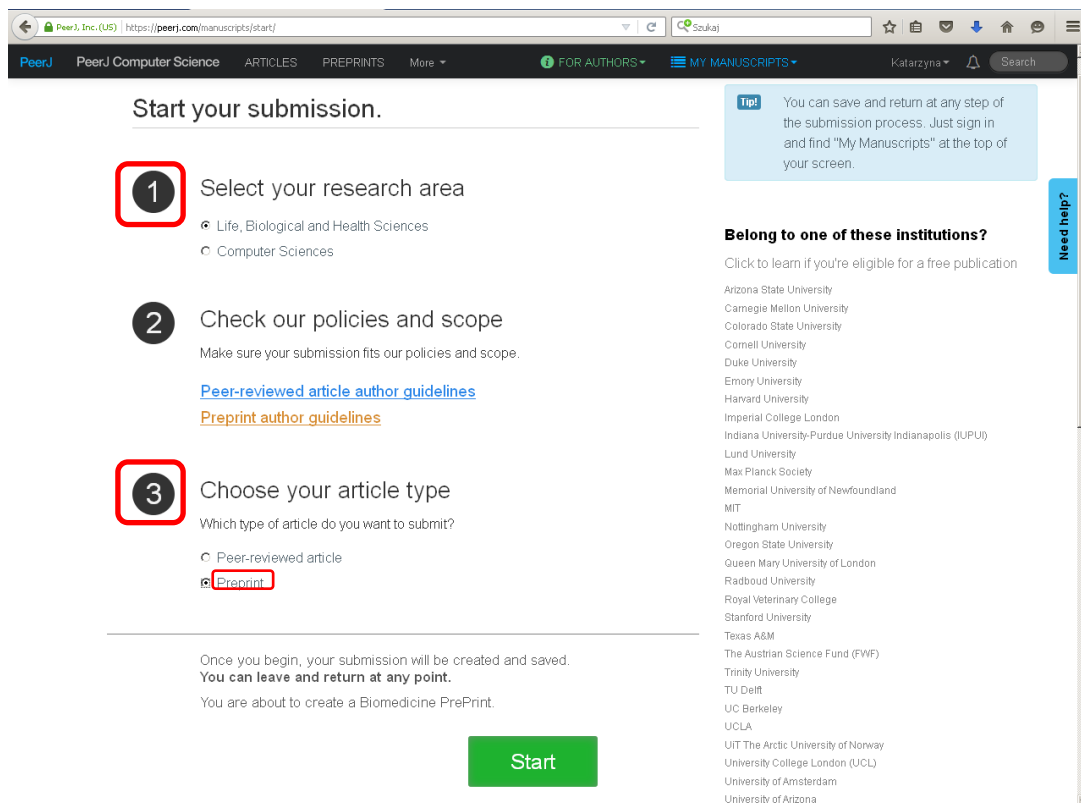 PeerJ, Inc. (US) https://peerj.com/manuscripts/start/ Szukaj
PeerJ PeerJ Computer Science ARTICLES PREPRINTS More FOR AUTHORS MY MANUSCRIPTS Katarzyna Search
Start your submission.
1 Select your research area
Life, Biological and Health Sciences
Computer Sciences
2 Check our policies and scope
Make sure your submission fits our policies and scope.
Peer-reviewed article author guidelines
Preprint author guidelines
3 Choose your article type
Which type of article do you want to submit?
Peer-reviewed article
Preprint
Once you begin, your submission will be created and saved.
You can leave and return at any point.
You are about to create a Biomedicine PrePrint.
Start
Tip! You can save and return at any step of
the submission process. Just sign in
and find "My Manuscripts" at the top of
your screen.
Need help?
Belong to one of these institutions?
Click to learn if you're eligible for a free publication
Arizona State University
Carnegie Mellon University
Colorado State University
Cornell University
Duke University
Emory University
Harvard University
Imperial College London
Indiana University-Purdue University Indianapolis (IUPUI)
Lund University
Max Planck Society
Memorial University of Newfoundland
MIT
Nottingham University
Oregon State University
Queen Mary University of London
Radboud University
Royal Veterinary College
Stanford University
Texas A&M
The Austrian Science Fund (FWF)
Trinity University
TU Delft
UC Berkeley
UCLA
UiT The Arctic University of Norway
University College London (UCL)
University of Amsterdam
University of Arizona